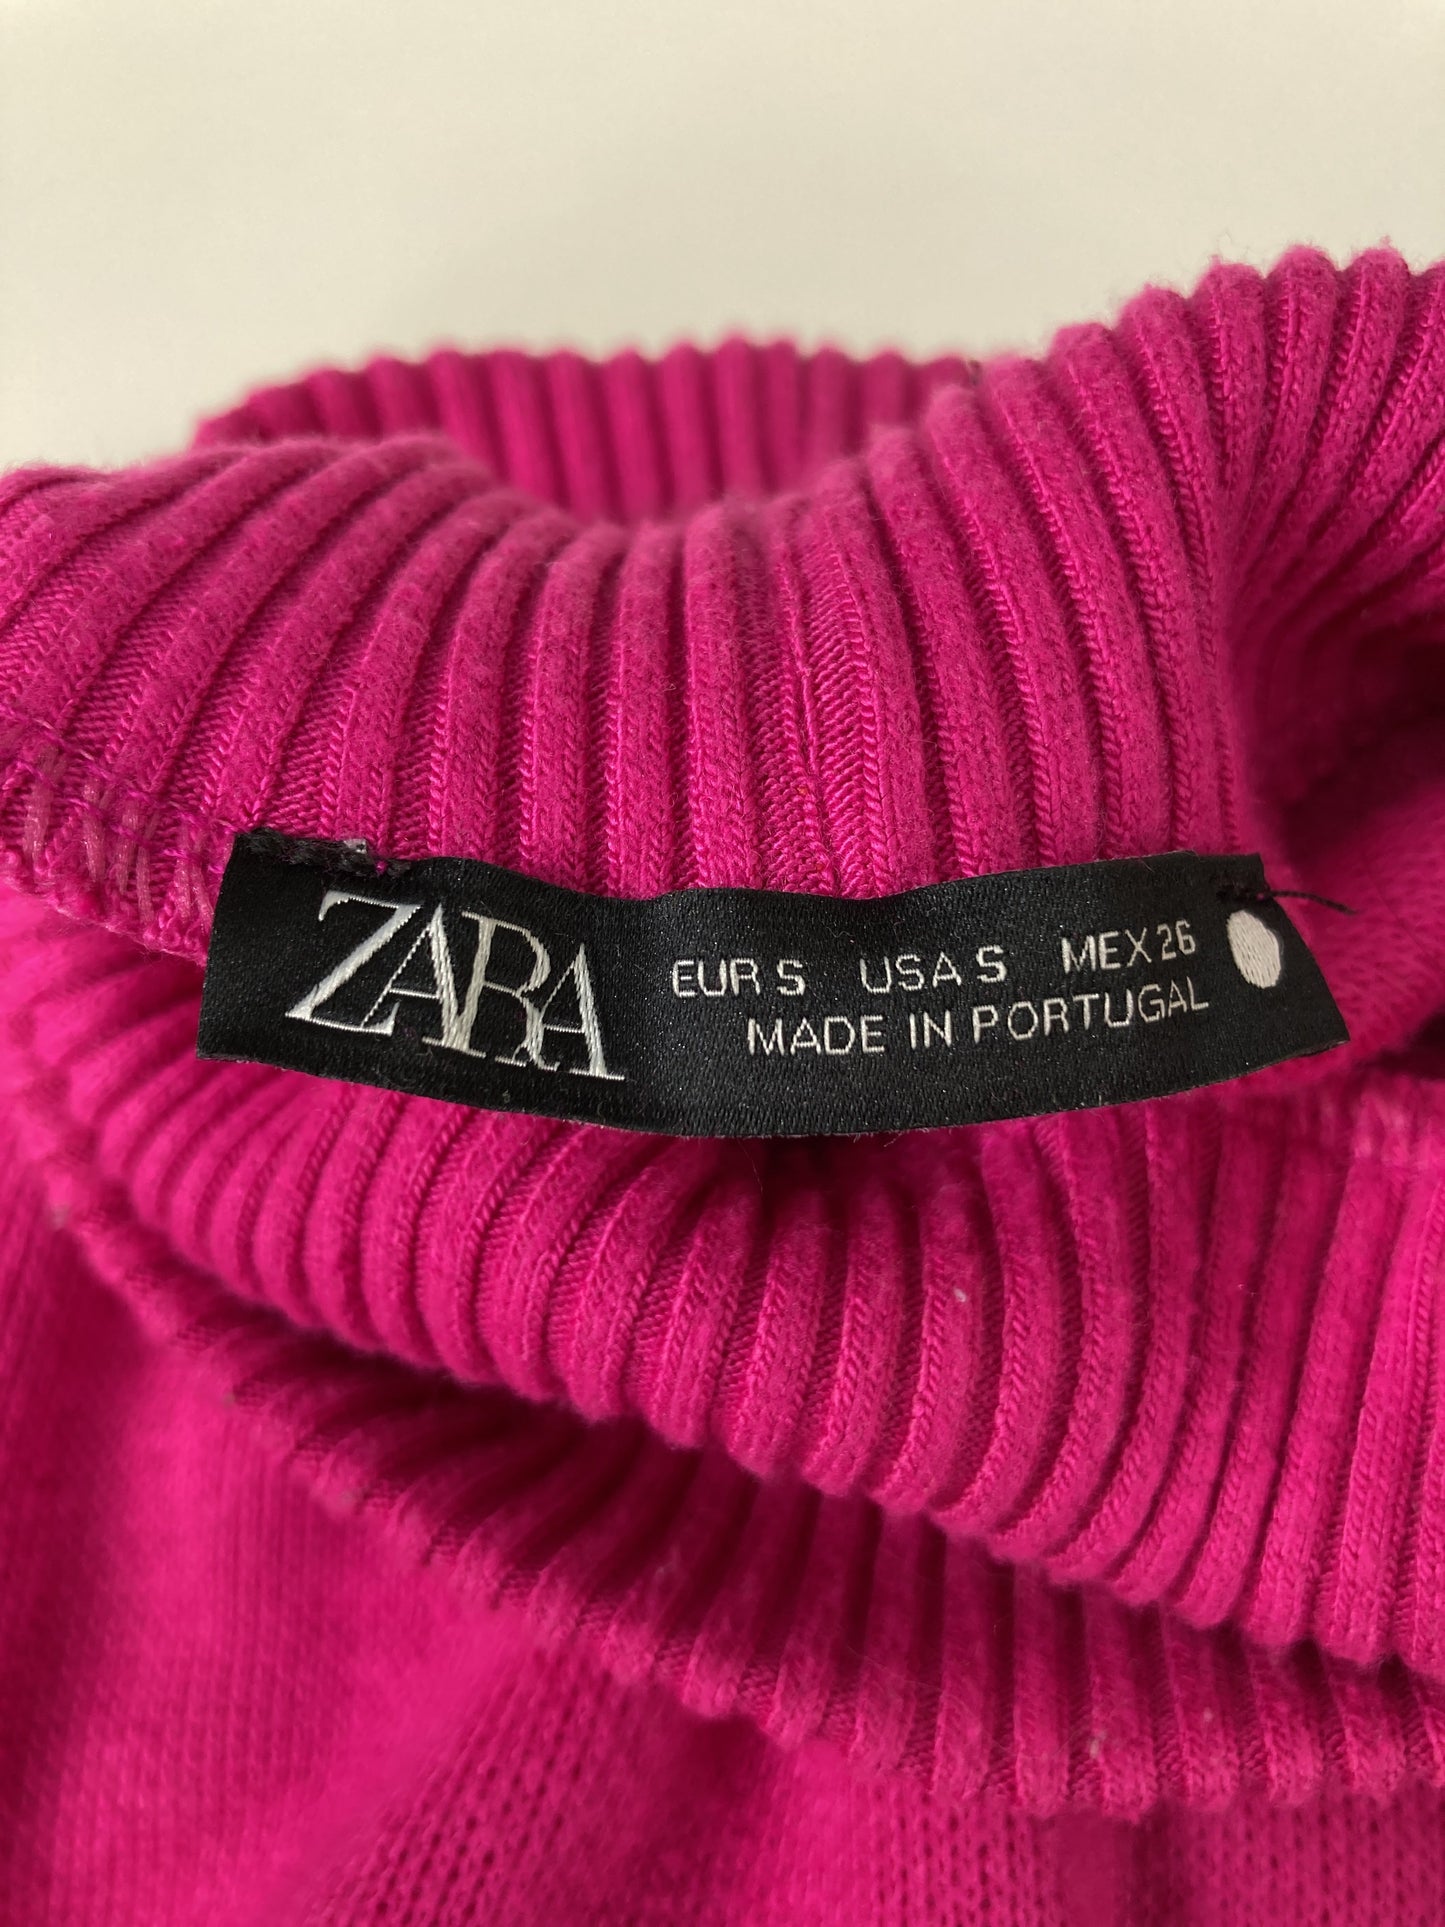 ZARA
EUR S USA S MEX 26
MADE IN PORTUGAL